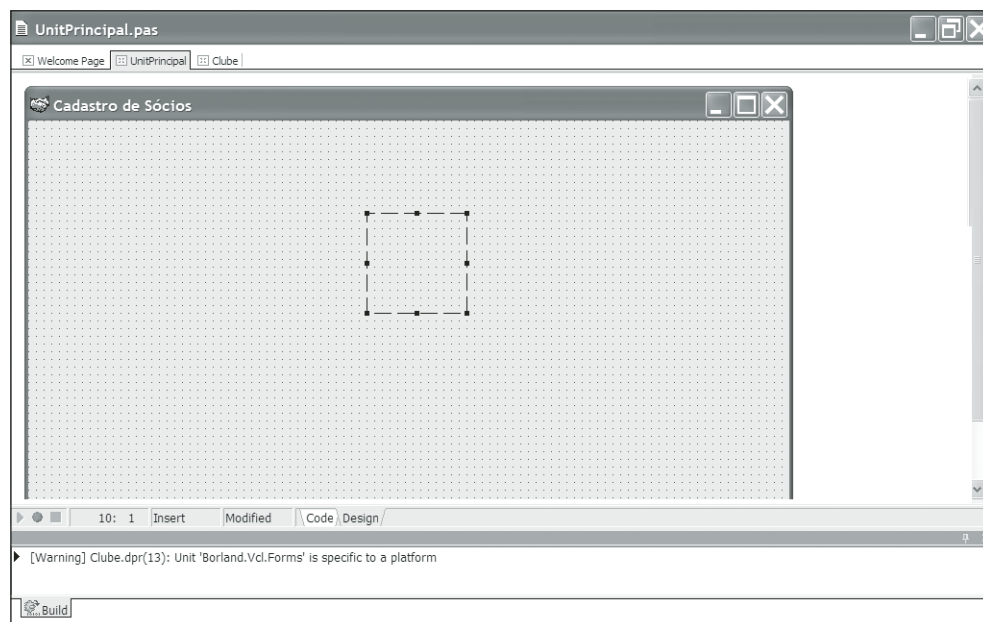 UnitPrincipal.pas
Welcome Page UnitPrincipal Clube
Cadastro de Sócios
10: 1 Insert Modified Code Design
[Warning] Clube.dpr(13): Unit 'Borland.Vcl.Forms' is specific to a platform
Build